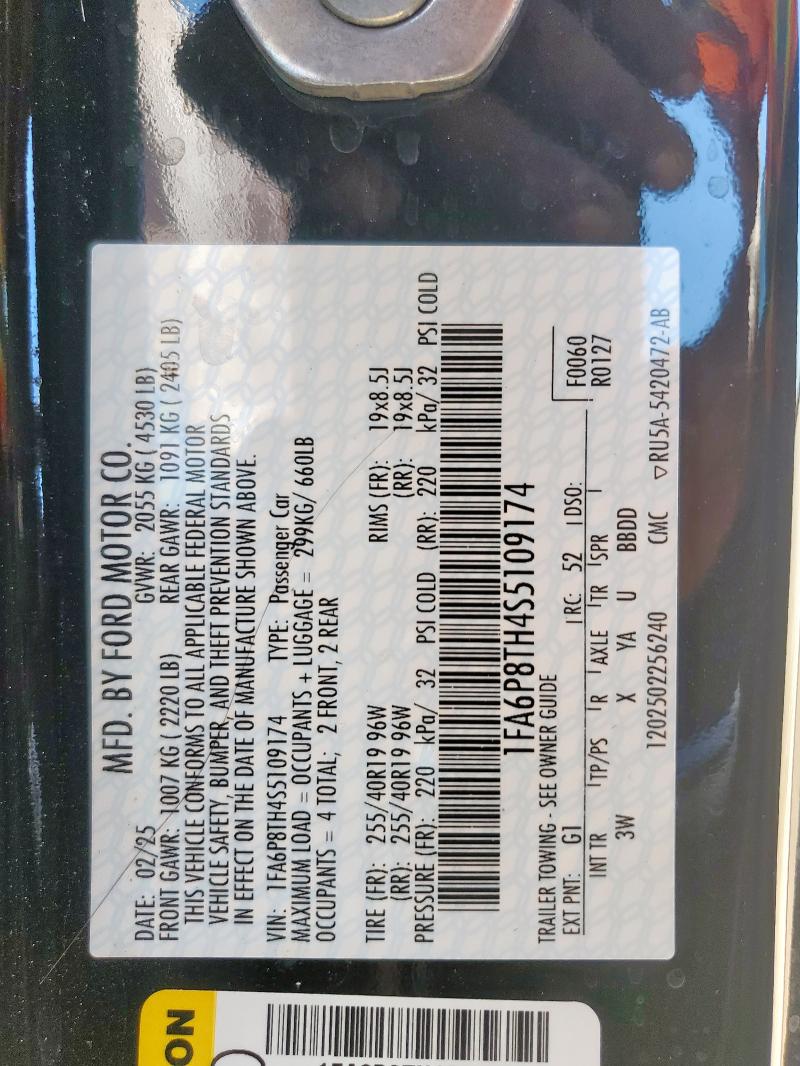 MFD. BY FORD MOTOR CO.
DATE: 02/25 GVWR: 2055 KG ( 4530 LB)
FRONT GAWR: 1007 KG ( 2220 LB) REAR GAWR: 1091 KG ( 2405 LB)
THIS VEHICLE CONFORMS TO ALL APPLICABLE FEDERAL MOTOR
VEHICLE SAFETY, BUMPER, AND THEFT PREVENTION STANDARDS
IN EFFECT ON THE DATE OF MANUFACTURE SHOWN ABOVE.
VIN: 1FA6P8TH4S5109174 TYPE: Passenger Car
MAXIMUM LOAD = OCCUPANTS + LUGGAGE = 299KG/ 660LB
OCCUPANTS = 4 TOTAL; 2 FRONT, 2 REAR
TIRE (FR): 255/40R19 96W RIMS (FR): 19x8.5J
(RR): 255/40R19 96W (RR): 19x8.5J
PRESSURE (FR): 220 kPa/ 32 PSI COLD (RR): 220 kPa/ 32 PSI COLD
1FA6P8TH4S5109174
TRAILER TOWING - SEE OWNER GUIDE
EXT PNT: G1 RC: 52 DSO: F0060
INT TR TP/PS R AXLE TR SPR R0127
3W X YA U BBDD
1202502256240 CMC ▽RU5A-5420472-AB
ON